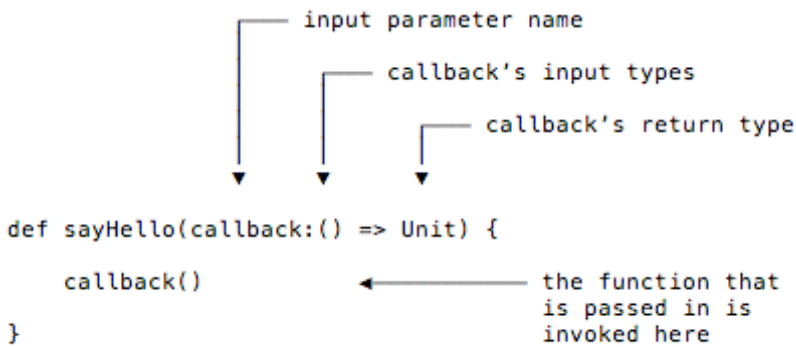 input parameter name
callback’s input types
callback’s return type
def sayHello(callback:() => Unit) {
callback()
the function that
is passed in is
invoked here
}